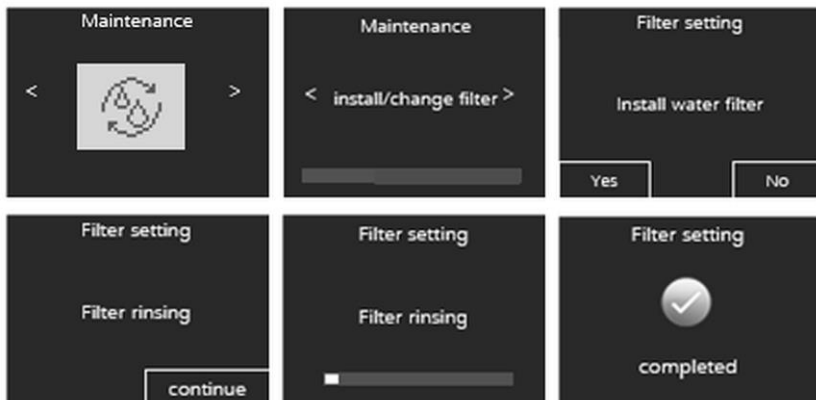 Maintenance
< >
Maintenance
< install/change filter >
Filter setting
Install water filter
Yes No
Filter setting
Filter rinsing
continue
Filter setting
Filter rinsing
Filter setting
completed